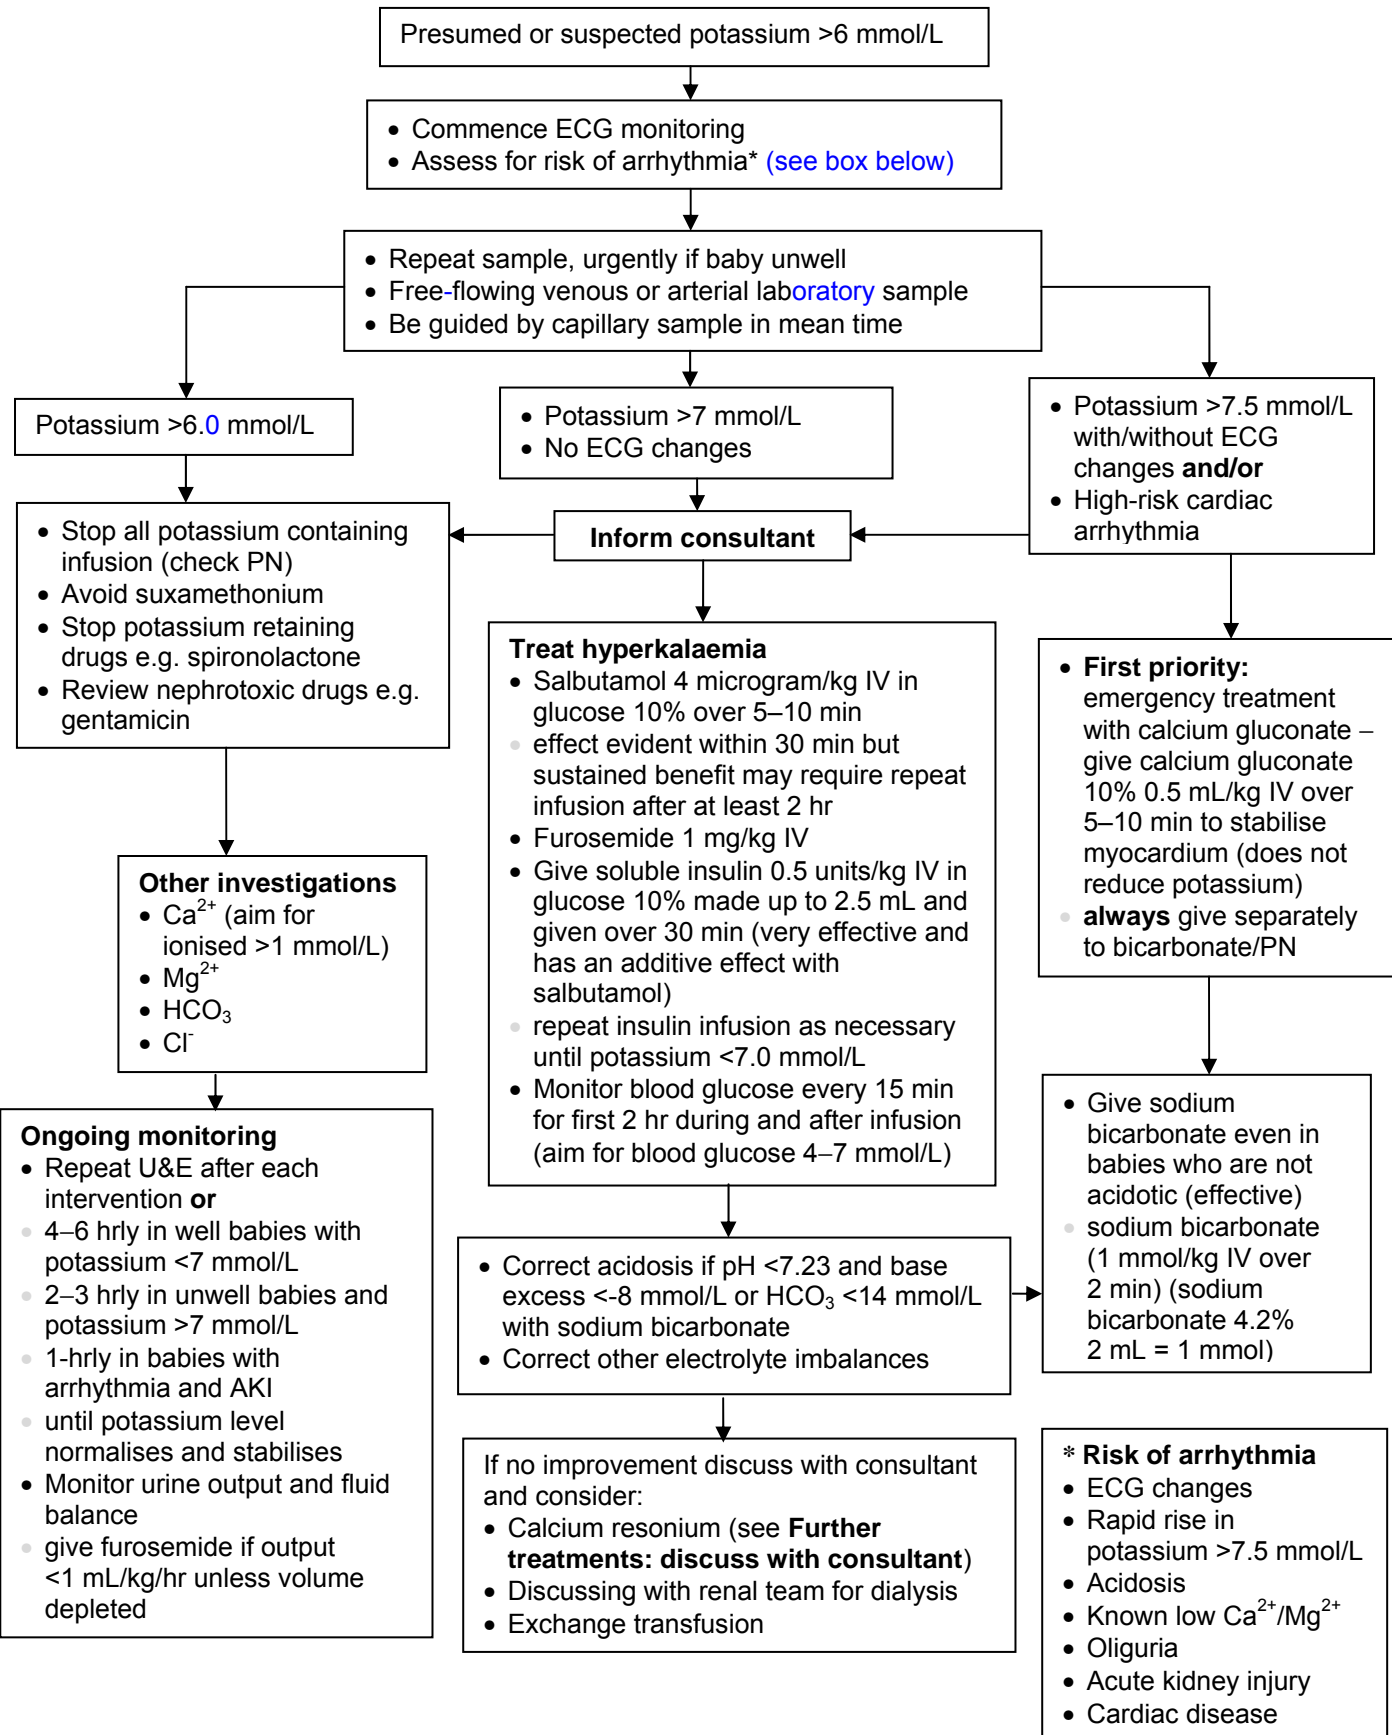 Presumed or suspected potassium >6 mmol/L
• Commence ECG monitoring
• Assess for risk of arrhythmia* (see box below)
• Repeat sample, urgently if baby unwell
• Free-flowing venous or arterial laboratory sample
• Be guided by capillary sample in mean time
Potassium >6.0 mmol/L
• Potassium >7 mmol/L
• No ECG changes
• Potassium >7.5 mmol/L
with/without ECG
changes and/or
• High-risk cardiac
arrhythmia
• Stop all potassium containing
infusion (check PN)
• Avoid suxamethonium
• Stop potassium retaining
drugs e.g. spironolactone
• Review nephrotoxic drugs e.g.
gentamicin
Inform consultant
Treat hyperkalaemia
• Salbutamol 4 microgram/kg IV in
glucose 10% over 5–10 min
• effect evident within 30 min but
sustained benefit may require repeat
infusion after at least 2 hr
• Furosemide 1 mg/kg IV
• Give soluble insulin 0.5 units/kg IV in
glucose 10% made up to 2.5 mL and
given over 30 min (very effective and
has an additive effect with
salbutamol)
• repeat insulin infusion as necessary
until potassium <7.0 mmol/L
• Monitor blood glucose every 15 min
for first 2 hr during and after infusion
(aim for blood glucose 4–7 mmol/L)
• First priority:
emergency treatment
with calcium gluconate –
give calcium gluconate
10% 0.5 mL/kg IV over
5–10 min to stabilise
myocardium (does not
reduce potassium)
• always give separately
to bicarbonate/PN
Other investigations
• Ca²⁺ (aim for
ionised >1 mmol/L)
• Mg²⁺
• HCO₃
• Cl⁻
Ongoing monitoring
• Repeat U&E after each
intervention or
• 4–6 hrly in well babies with
potassium <7 mmol/L
• 2–3 hrly in unwell babies and
potassium >7 mmol/L
• 1-hrly in babies with
arrhythmia and AKI
• until potassium level
normalises and stabilises
• Monitor urine output and fluid
balance
• give furosemide if output
<1 mL/kg/hr unless volume
depleted
• Correct acidosis if pH <7.23 and base
excess <-8 mmol/L or HCO₃ <14 mmol/L
with sodium bicarbonate
• Correct other electrolyte imbalances
• Give sodium
bicarbonate even in
babies who are not
acidotic (effective)
• sodium bicarbonate
(1 mmol/kg IV over
2 min) (sodium
bicarbonate 4.2%
2 mL = 1 mmol)
If no improvement discuss with consultant
and consider:
• Calcium resonium (see Further
treatments: discuss with consultant)
• Discussing with renal team for dialysis
• Exchange transfusion
* Risk of arrhythmia
• ECG changes
• Rapid rise in
potassium >7.5 mmol/L
• Acidosis
• Known low Ca²⁺/Mg²⁺
• Oliguria
• Acute kidney injury
• Cardiac disease